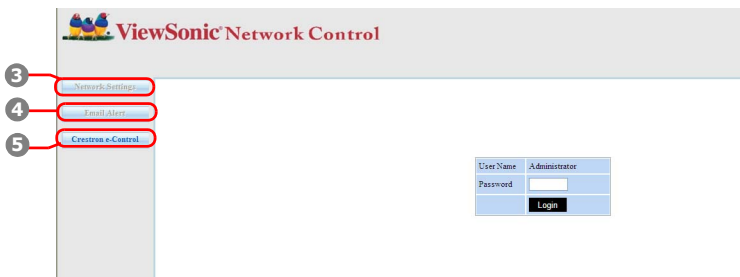 ViewSonic® Network Control
3 Network Settings
4 Email Alert
5 Crestron e-Control
User Name Administrator
Password
Login